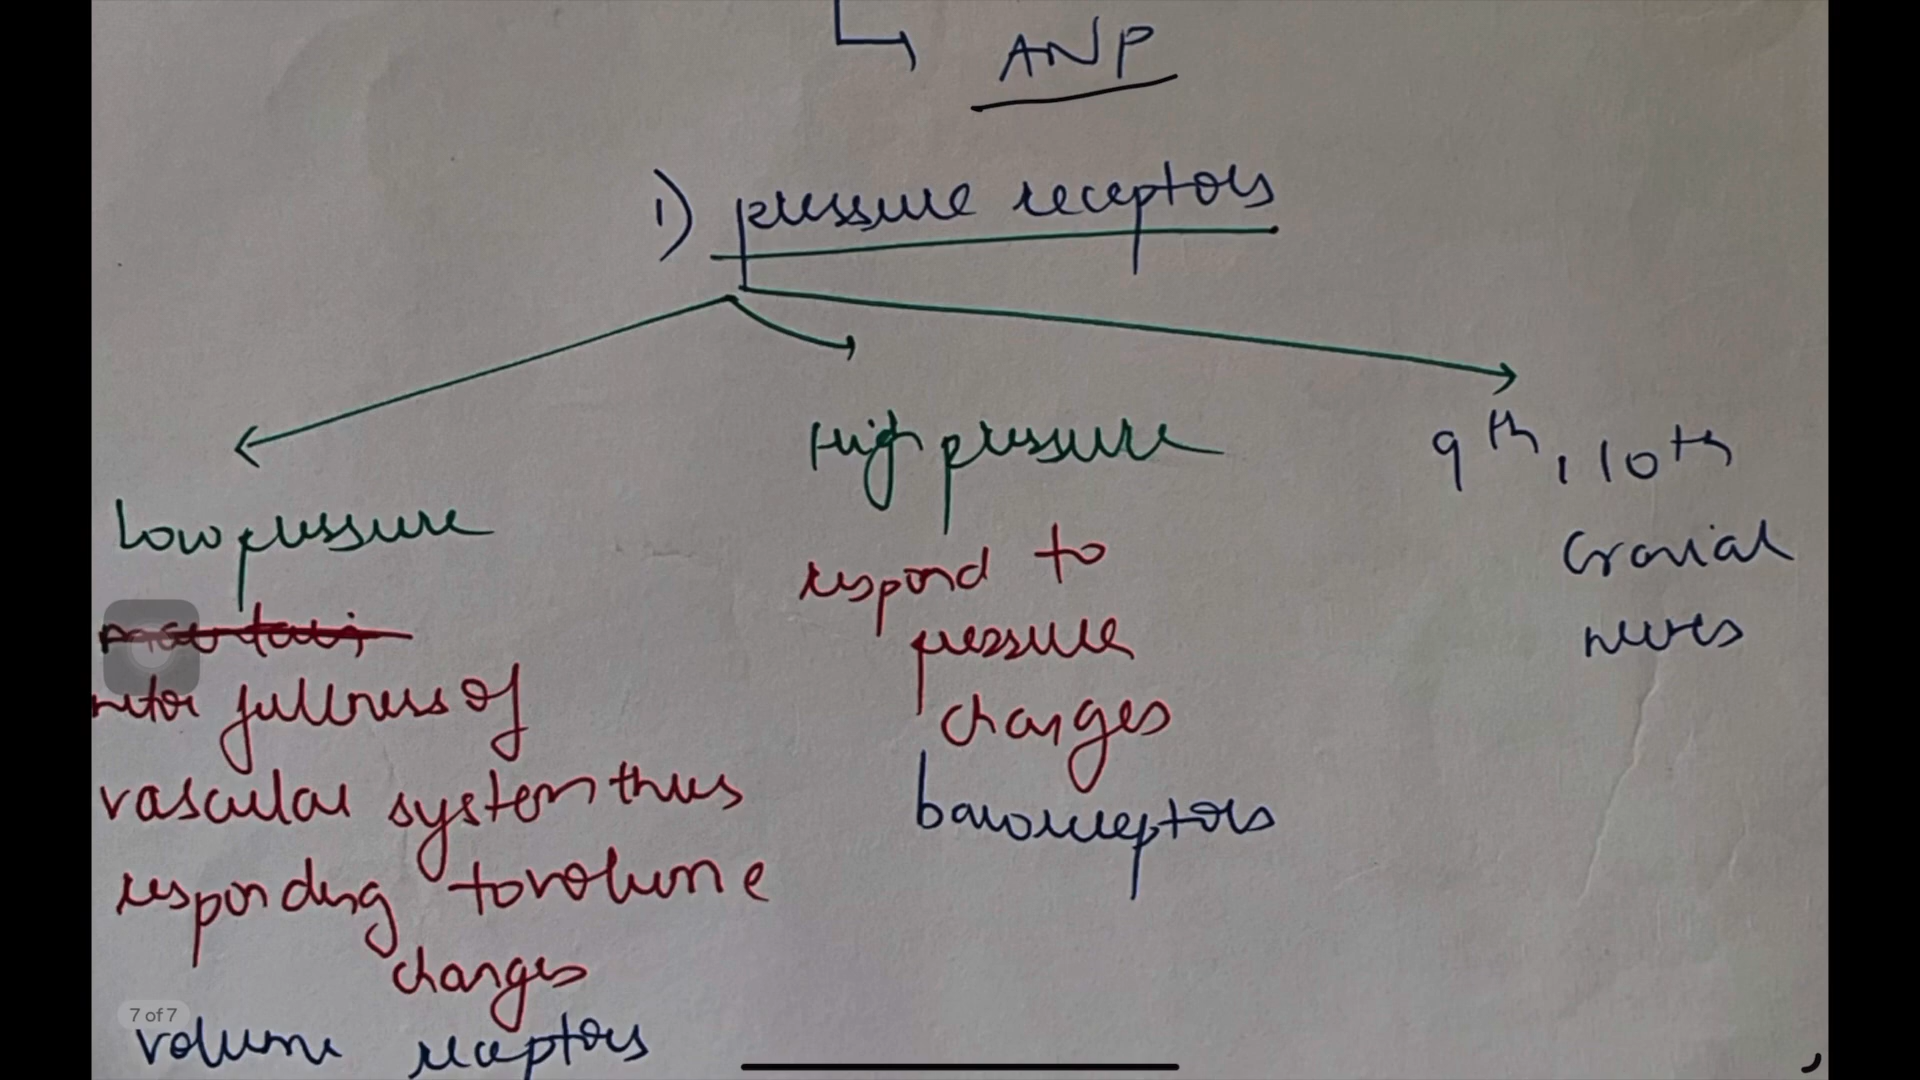 ANP
1) pressure receptors
Low pressure
fullness of
vascular system thus
responding to volume
changes
volume receptors
High pressure
respond to
pressure
changes
baroreceptors
9th, 10th
cranial
nerves
7 of 7